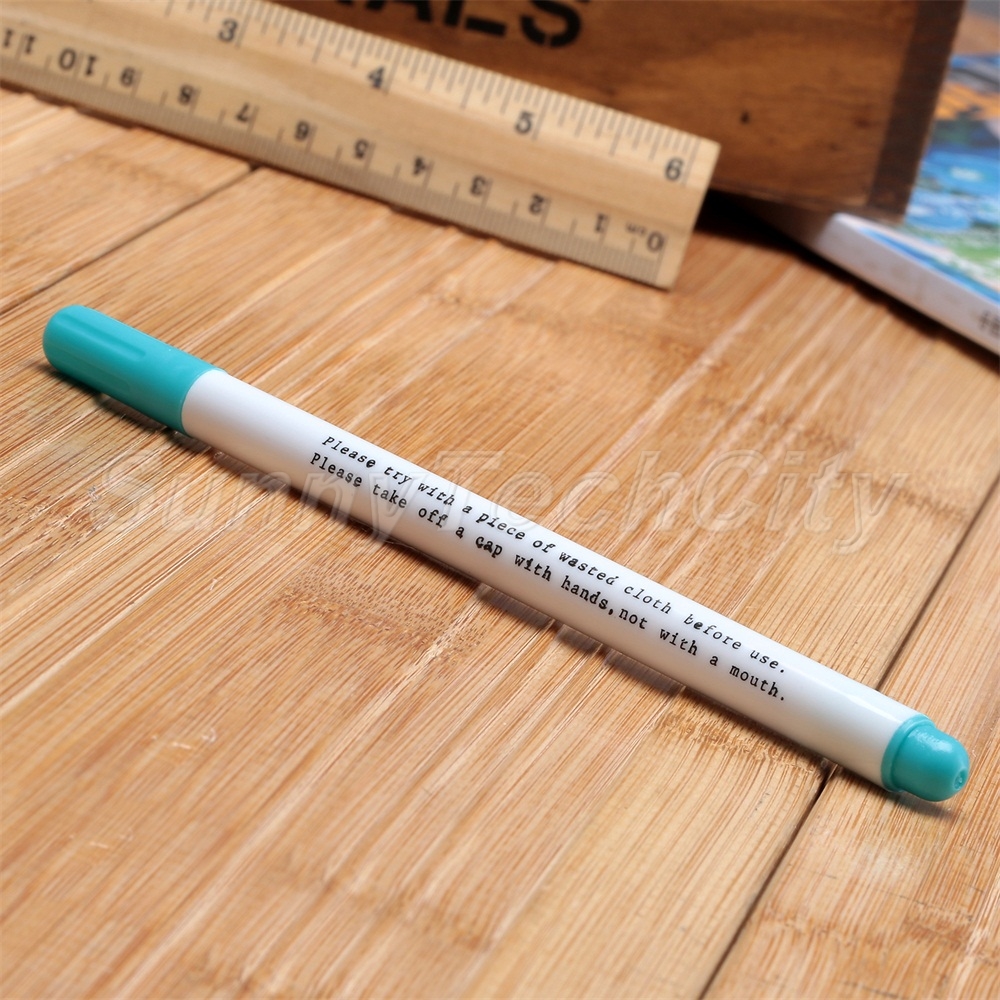 ALS
3 4 5 6
11 10 9 8 7 6 5 4 3 2 1 0
Please try with a piece of wasted cloth before use.
Please take off a cap with hands,not with a mouth.
SunnyTechCity